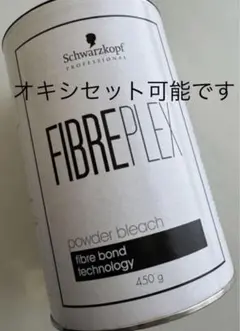 Schwarzkopf
PROFESSIONAL
オキシセット可能です
FIBREPLEX
powder bleach
fibre bond
technology
450 g